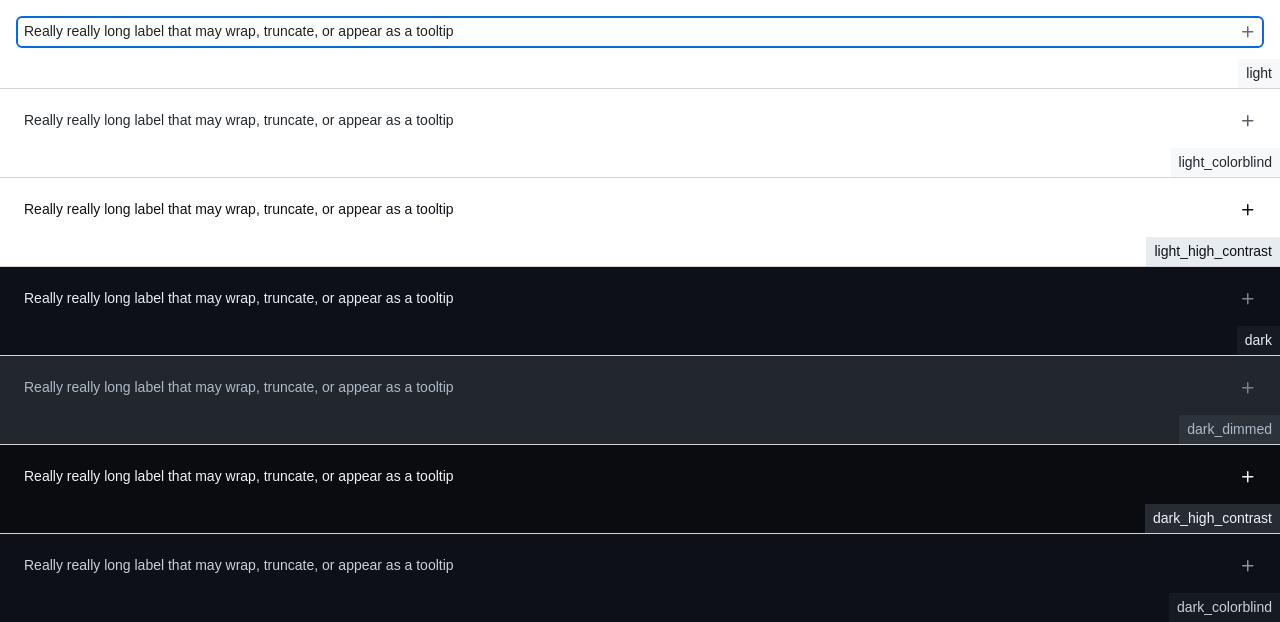 Really really long label that may wrap, truncate, or appear as a tooltip
light
Really really long label that may wrap, truncate, or appear as a tooltip
light_colorblind
Really really long label that may wrap, truncate, or appear as a tooltip
light_high_contrast
Really really long label that may wrap, truncate, or appear as a tooltip
dark
Really really long label that may wrap, truncate, or appear as a tooltip
dark_dimmed
Really really long label that may wrap, truncate, or appear as a tooltip
dark_high_contrast
Really really long label that may wrap, truncate, or appear as a tooltip
dark_colorblind